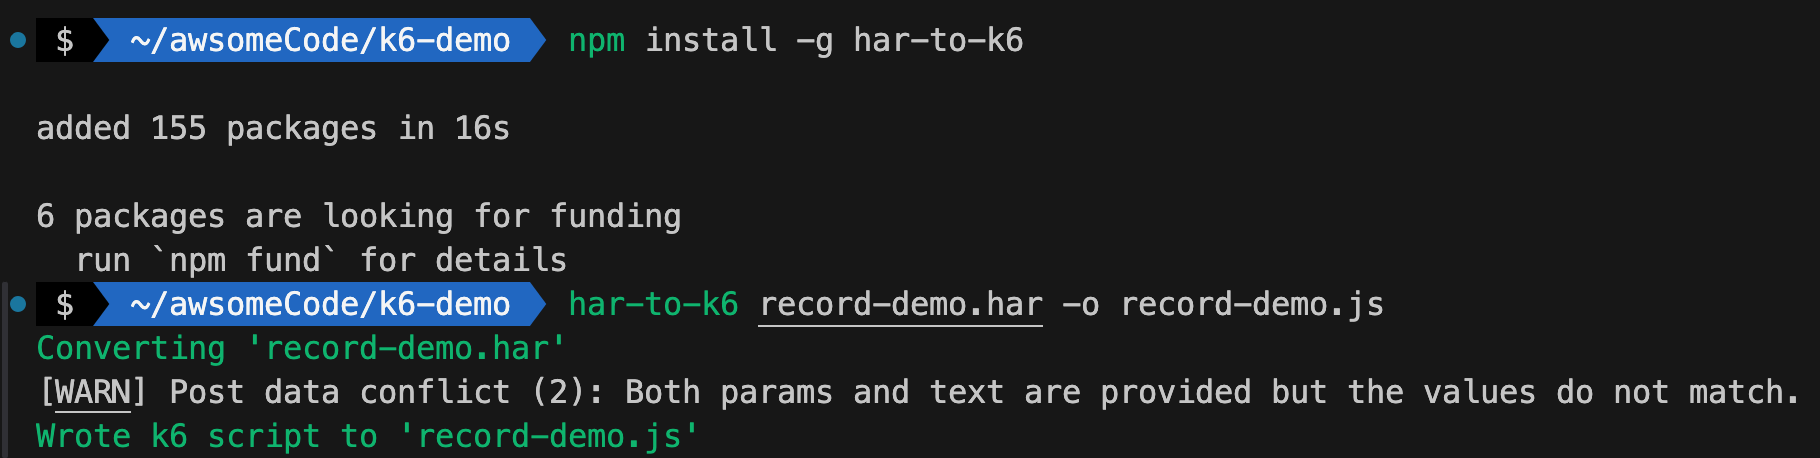 $ ~/awsomeCode/k6-demo npm install -g har-to-k6
added 155 packages in 16s
6 packages are looking for funding
run `npm fund` for details
$ ~/awsomeCode/k6-demo har-to-k6 record-demo.har -o record-demo.js
Converting 'record-demo.har'
[WARN] Post data conflict (2): Both params and text are provided but the values do not match.
Wrote k6 script to 'record-demo.js'